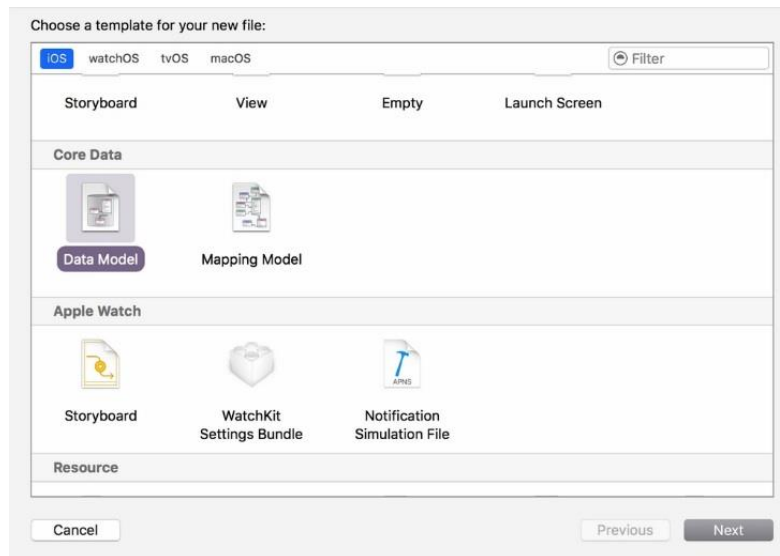 Choose a template for your new file:
iOS watchOS tvOS macOS Filter
Storyboard View Empty Launch Screen
Core Data
Data Model Mapping Model
Apple Watch
APNS
Storyboard WatchKit Settings Bundle Notification Simulation File
Resource
Cancel Previous Next